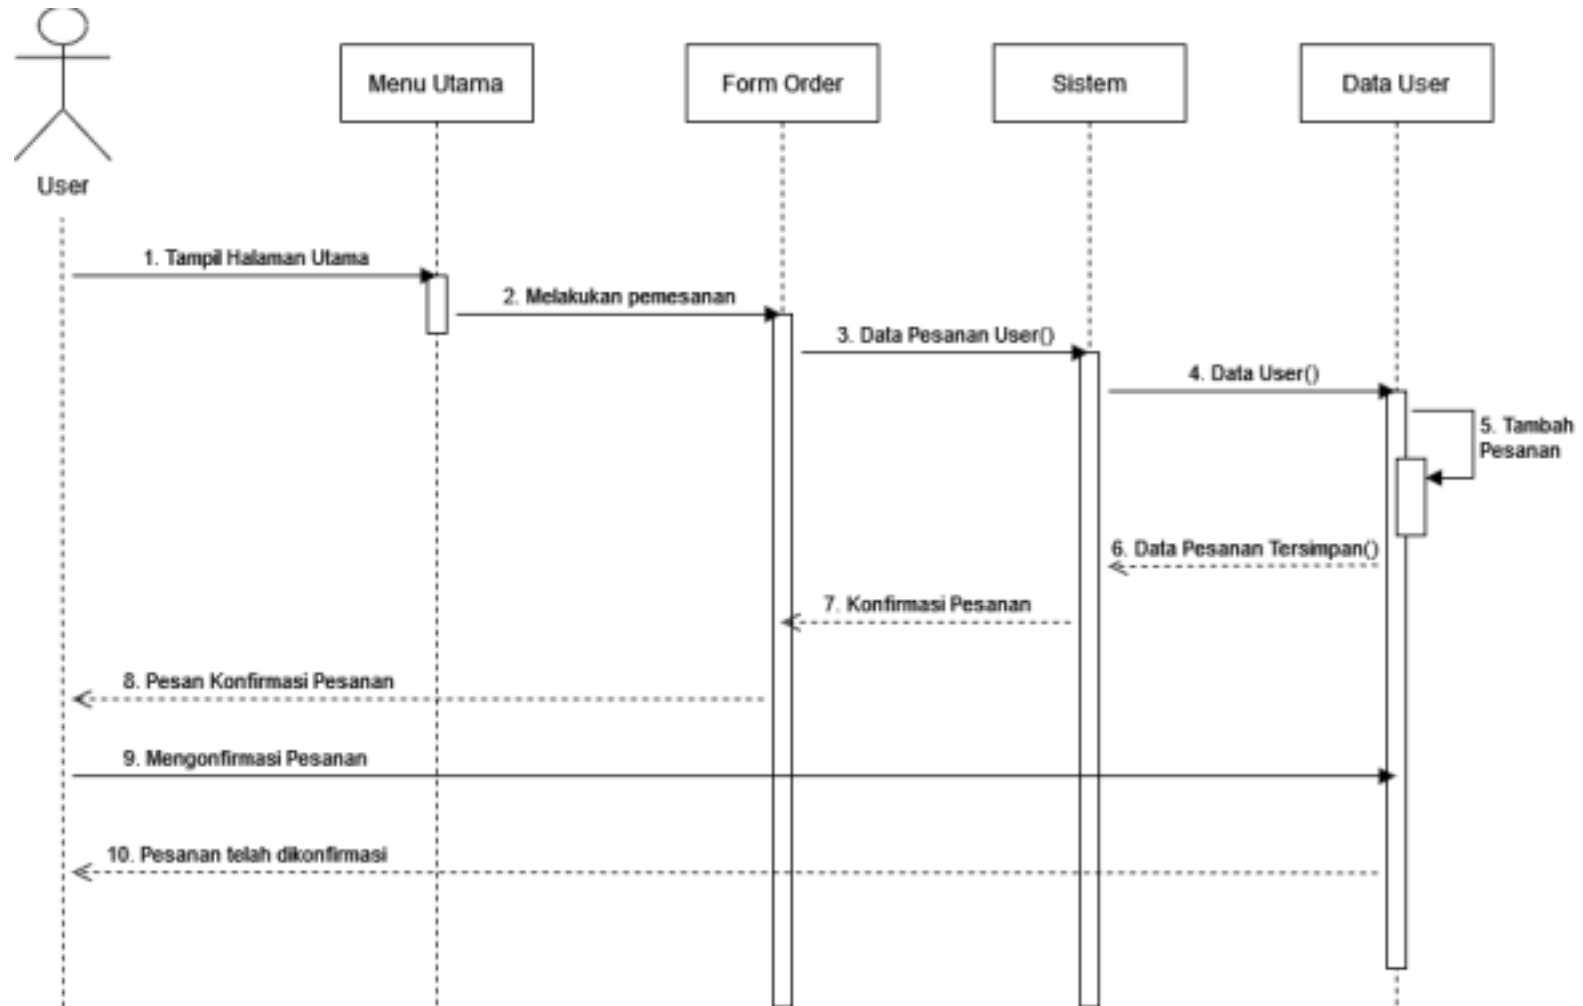 Menu Utama
Form Order
Sistem
Data User
User
1. Tampil Halaman Utama
2. Melakukan pemesanan
3. Data Pesanan User()
4. Data User()
5. Tambah
Pesanan
6. Data Pesanan Tersimpan()
7. Konfirmasi Pesanan
8. Pesan Konfirmasi Pesanan
9. Mengonfirmasi Pesanan
10. Pesanan telah dikonfirmasi